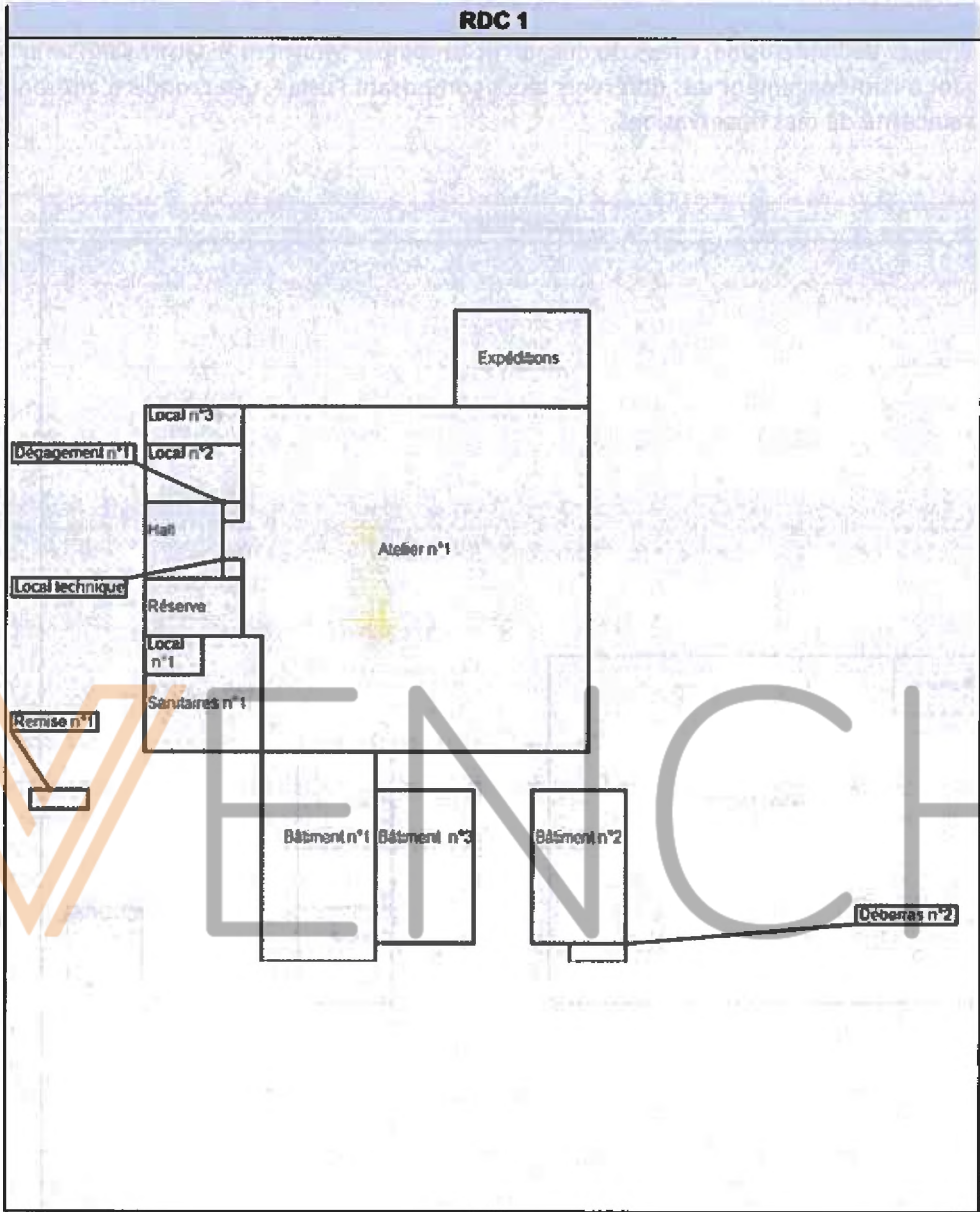 RDC 1
Expéditions
Local n°3
Dégagement n°1
Local n°2
Hall
Atelier n°1
Local technique
Réserve
Local
n°1
Sanitaires n°1
Remise n°1
Bâtiment n°1
Bâtiment n°3
Bâtiment n°2
Débarras n°2
VENCH